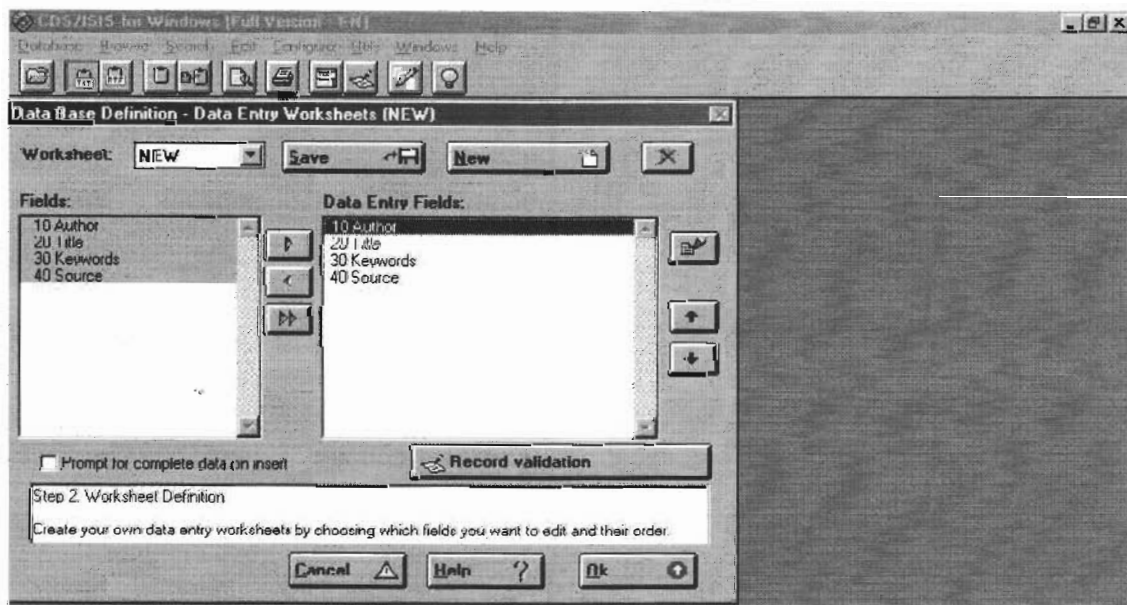 CDS/ISIS for Windows (Full Version - EN)
Database Browse Search Edit Configure Utils Windows Help
Data Base Definition - Data Entry Worksheets (NEW)
Worksheet: NEW Save New
Fields: Data Entry Fields:
10 Author
20 Title
30 Keywords
40 Source
10 Author
20 Title
30 Keywords
40 Source
Prompt for complete data on insert Record validation
Step 2. Worksheet Definition
Create your own data entry worksheets by choosing which fields you want to edit and their order.
Cancel Help ? Ok